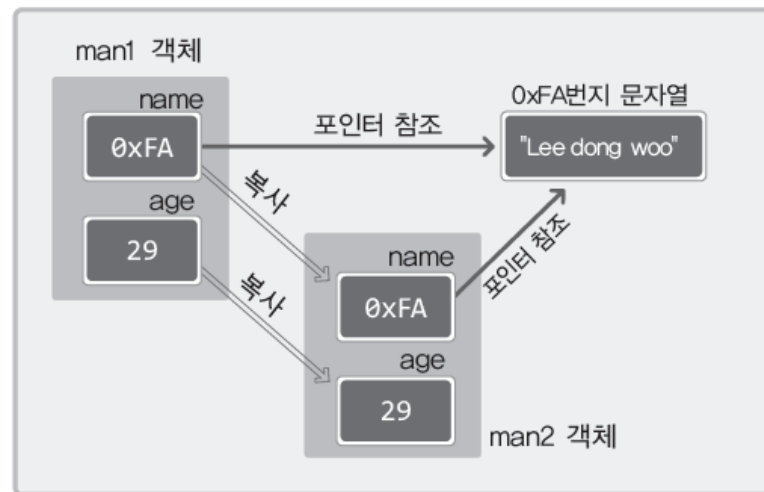 man1 객체
name
0xFA
age
29
포인터 참조
0xFA번지 문자열
"Lee dong woo"
복사
복사
포인터 참조
name
0xFA
age
29
man2 객체